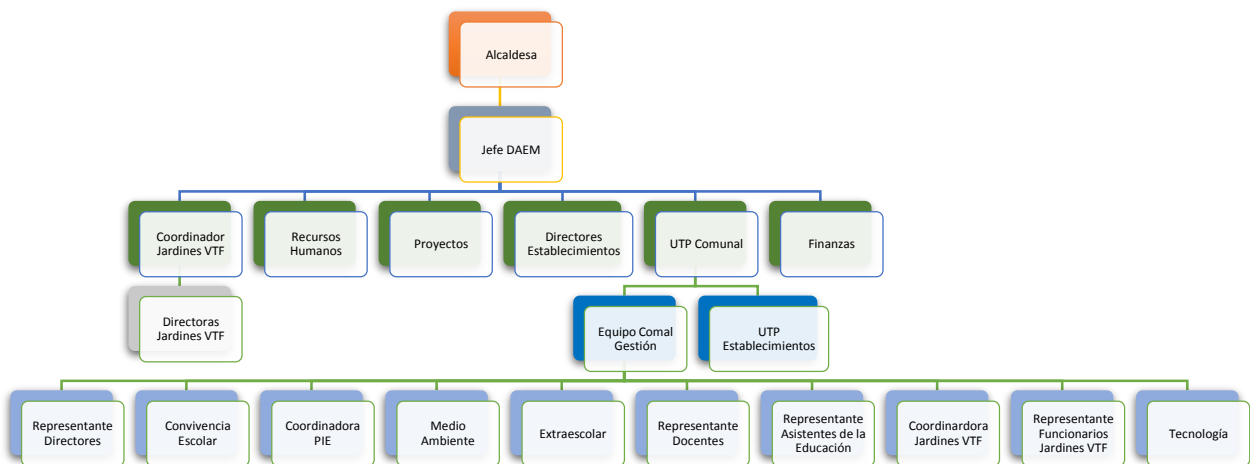 Alcaldesa
Jefe DAEM
Coordinador
Jardines VTF
Recursos
Humanos
Proyectos
Directores
Establecimientos
UTP Comunal
Finanzas
Directoras
Jardines VTF
Equipo Comal
Gestión
UTP
Establecimientos
Representante
Directores
Convivencia
Escolar
Coordinadora
PIE
Medio
Ambiente
Extraescolar
Representante
Docentes
Representante
Asistentes de la
Educación
Coordinardora
Jardines VTF
Representante
Funcionarios
Jardines VTF
Tecnología